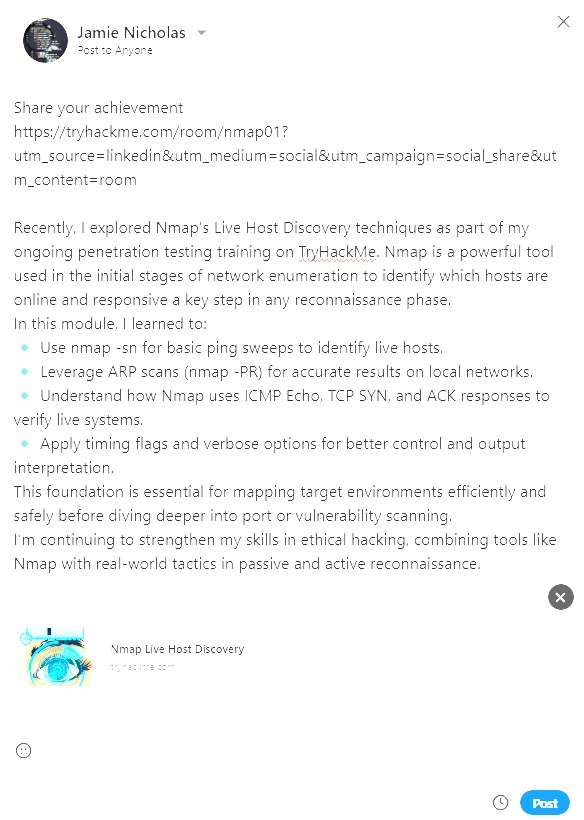 Jamie Nicholas
Post to Anyone
Share your achievement
https://tryhackme.com/room/nmap01?
utm_source=linkedin&utm_medium=social&utm_campaign=social_share&ut
m_content=room
Recently, I explored Nmap's Live Host Discovery techniques as part of my
ongoing penetration testing training on TryHackMe. Nmap is a powerful tool
used in the initial stages of network enumeration to identify which hosts are
online and responsive a key step in any reconnaissance phase.
In this module, I learned to:
🔹 Use nmap -sn for basic ping sweeps to identify live hosts.
🔹 Leverage ARP scans (nmap -PR) for accurate results on local networks.
🔹 Understand how Nmap uses ICMP Echo, TCP SYN, and ACK responses to
verify live systems.
🔹 Apply timing flags and verbose options for better control and output
interpretation.
This foundation is essential for mapping target environments efficiently and
safely before diving deeper into port or vulnerability scanning.
I'm continuing to strengthen my skills in ethical hacking, combining tools like
Nmap with real-world tactics in passive and active reconnaissance.
Nmap Live Host Discovery
tryhackme.com
Post